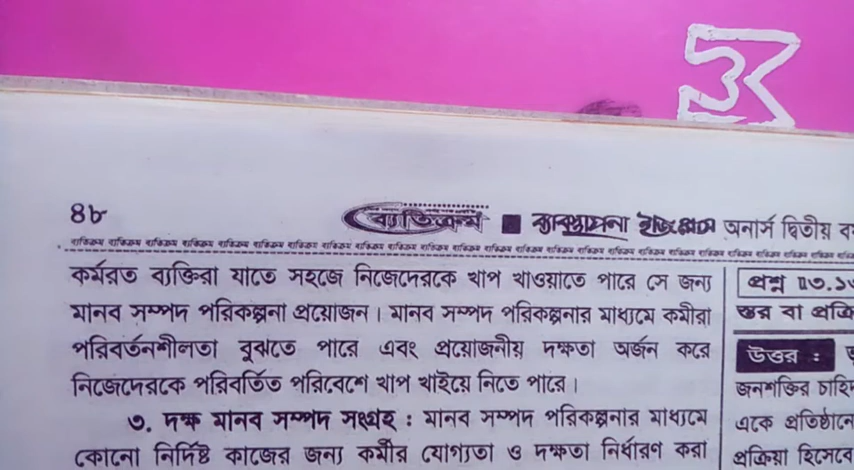 ৪৮
ব্যতিক্রম ■ ব্যবস্থাপনা অনার্স দ্বিতীয়
কর্মরত ব্যক্তিরা যাতে সহজে নিজেদেরকে খাপ খাওয়াতে পারে সে জন্য
মানব সম্পদ পরিকল্পনা প্রয়োজন। মানব সম্পদ পরিকল্পনার মাধ্যমে কর্মীরা
পরিবর্তনশীলতা বুঝতে পারে এবং প্রয়োজনীয় দক্ষতা অর্জন করে
নিজেদেরকে পরিবর্তিত পরিবেশে খাপ খাইয়ে নিতে পারে।
৩. দক্ষ মানব সম্পদ সংগ্রহ : মানব সম্পদ পরিকল্পনার মাধ্যমে
কোনো নির্দিষ্ট কাজের জন্য কর্মীর যোগ্যতা ও দক্ষতা নির্ধারণ করা
প্রশ্ন ॥৩.১
স্তর বা
উত্তর :
জনশক্তির
একে প্রতিষ্ঠানে
প্রক্রিয়া হিসেবে